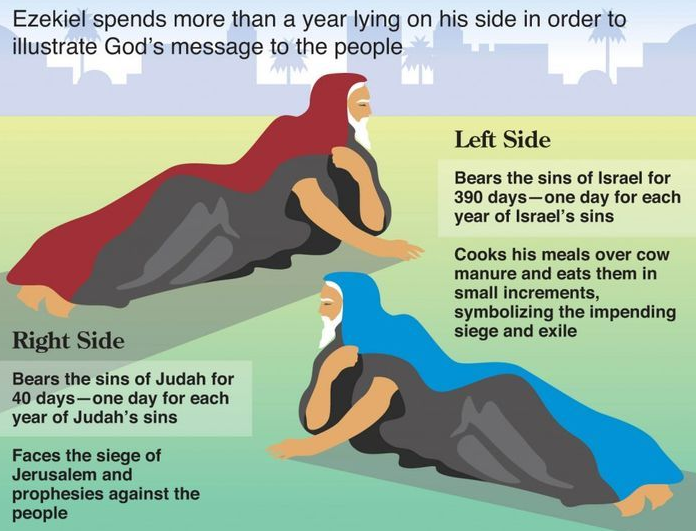 Ezekiel spends more than a year lying on his side in order to
illustrate God's message to the people
Left Side
Bears the sins of Israel for
390 days—one day for each
year of Israel's sins
Cooks his meals over cow
manure and eats them in
small increments,
symbolizing the impending
siege and exile
Right Side
Bears the sins of Judah for
40 days—one day for each
year of Judah's sins
Faces the siege of
Jerusalem and
prophesies against the
people